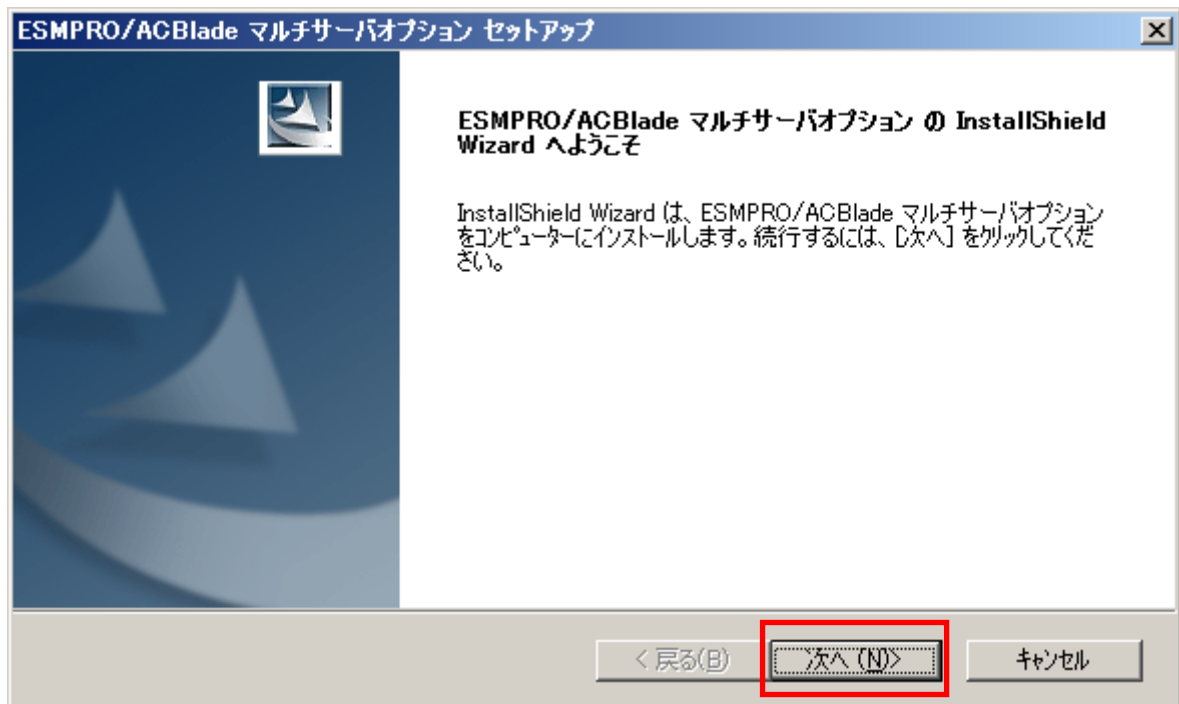 ESMPRO/ACBlade マルチサーバオプション セットアップ
ESMPRO/ACBlade マルチサーバオプション の InstallShield
Wizard へようこそ
InstallShield Wizard は、ESMPRO/ACBlade マルチサーバオプション
をコンピューターにインストールします。続行するには、[次へ] をクリックしてくだ
さい。
< 戻る(B)
次へ (N)>
キャンセル